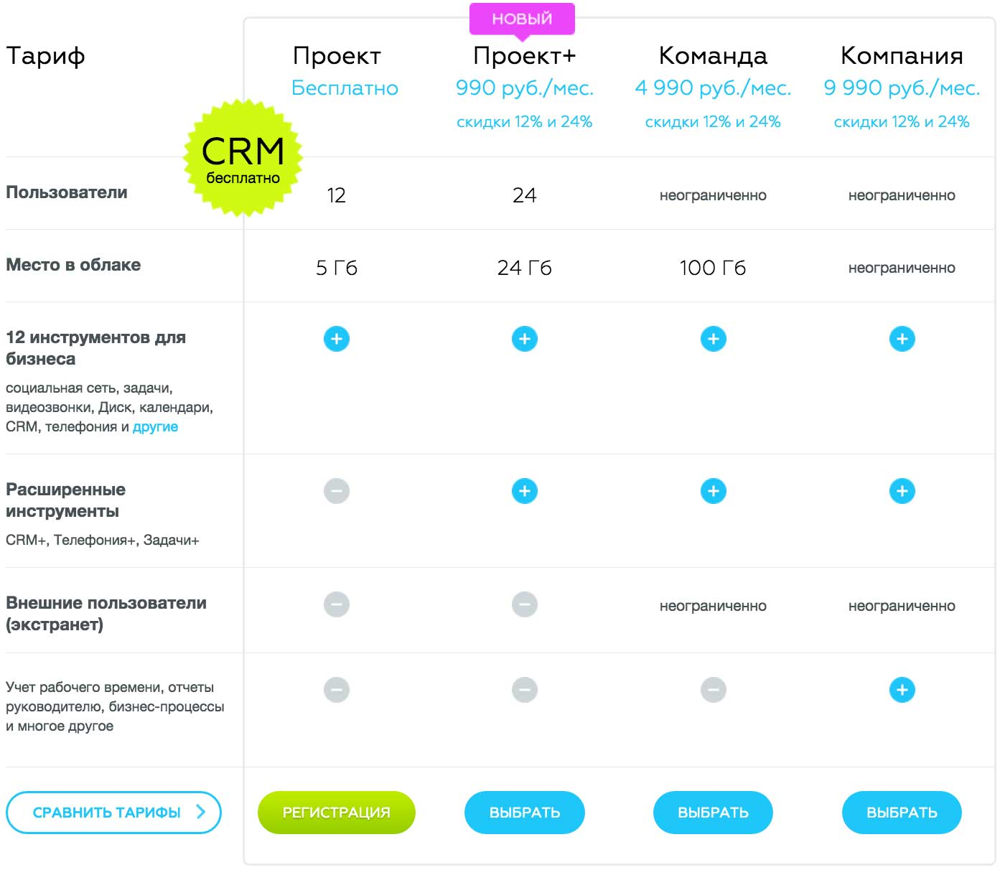 НОВЫЙ
Тариф
Проект
Проект+
Команда
Компания
Бесплатно
990 руб./мес.
4 990 руб./мес.
9 990 руб./мес.
скидки 12% и 24%
скидки 12% и 24%
скидки 12% и 24%
CRM
бесплатно
Пользователи
12
24
неограниченно
неограниченно
Место в облаке
5 Гб
24 Гб
100 Гб
неограниченно
12 инструментов для
бизнеса
социальная сеть, задачи,
видеозвонки, Диск, календари,
CRM, телефония и другие
Расширенные
инструменты
CRM+, Телефония+, Задачи+
Внешние пользователи
(экстранет)
неограниченно
неограниченно
Учет рабочего времени, отчеты
руководителю, бизнес-процессы
и многое другое
СРАВНИТЬ ТАРИФЫ
РЕГИСТРАЦИЯ
ВЫБРАТЬ
ВЫБРАТЬ
ВЫБРАТЬ